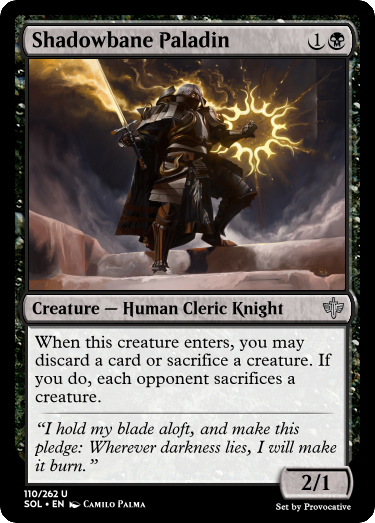 Shadowbane Paladin 1
Creature — Human Cleric Knight
When this creature enters, you may
discard a card or sacrifice a creature. If
you do, each opponent sacrifices a
creature.
“I hold my blade aloft, and make this
pledge: Wherever darkness lies, I will make
it burn.”
2/1
110/262 U
SOL • EN Camilo Palma
Set by Provocative